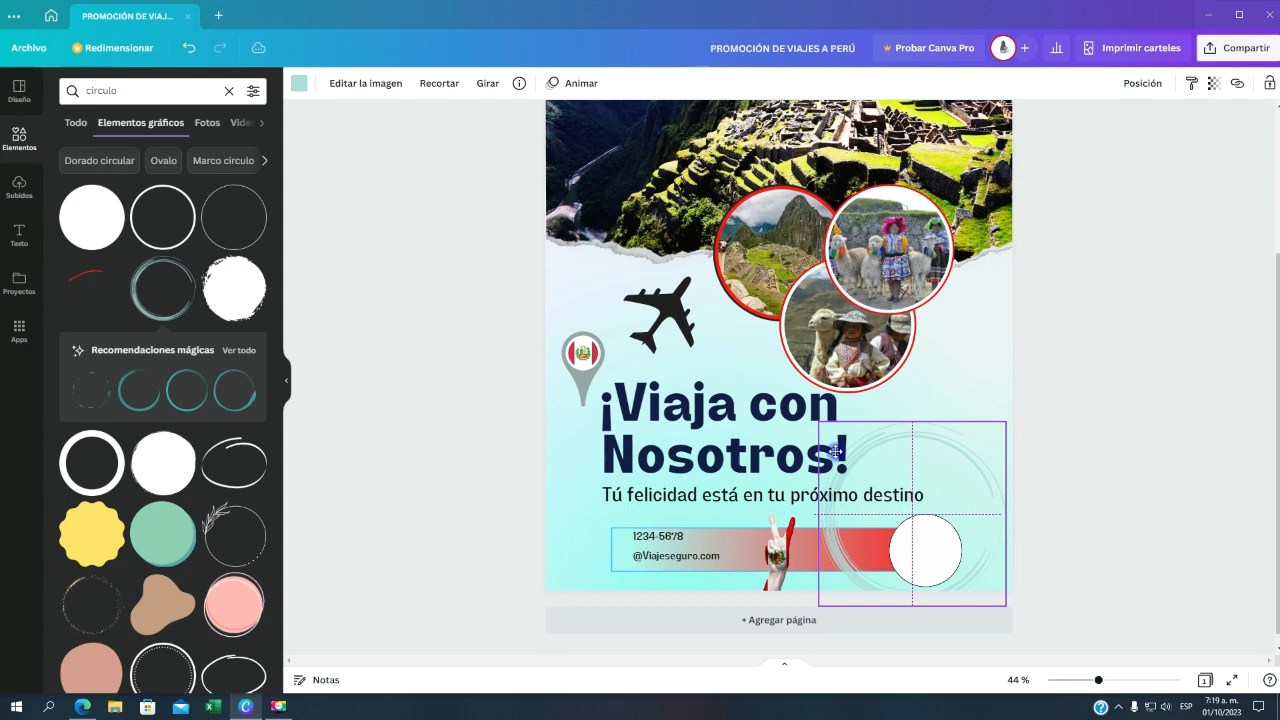 PROMOCIÓN DE VIAJ...
Archivo
Redimensionar
PROMOCIÓN DE VIAJES A PERÚ
Probar Canva Pro
Imprimir carteles
Compartir
Diseño
Elementos
Subidos
Texto
Proyectos
Apps
circulo
Todo
Elementos gráficos
Fotos
Vide
Dorado circular
Ovalo
Marco circulo
Recomendaciones mágicas
Ver todo
Editar la imagen
Recortar
Girar
Animar
Posición
¡Viaja con
Nosotros!
Tú felicidad está en tu próximo destino
1234-5678
@Viajeseguro.com
+ Agregar página
Notas
44 %
1
ESP
7:19 a. m.
01/10/2023